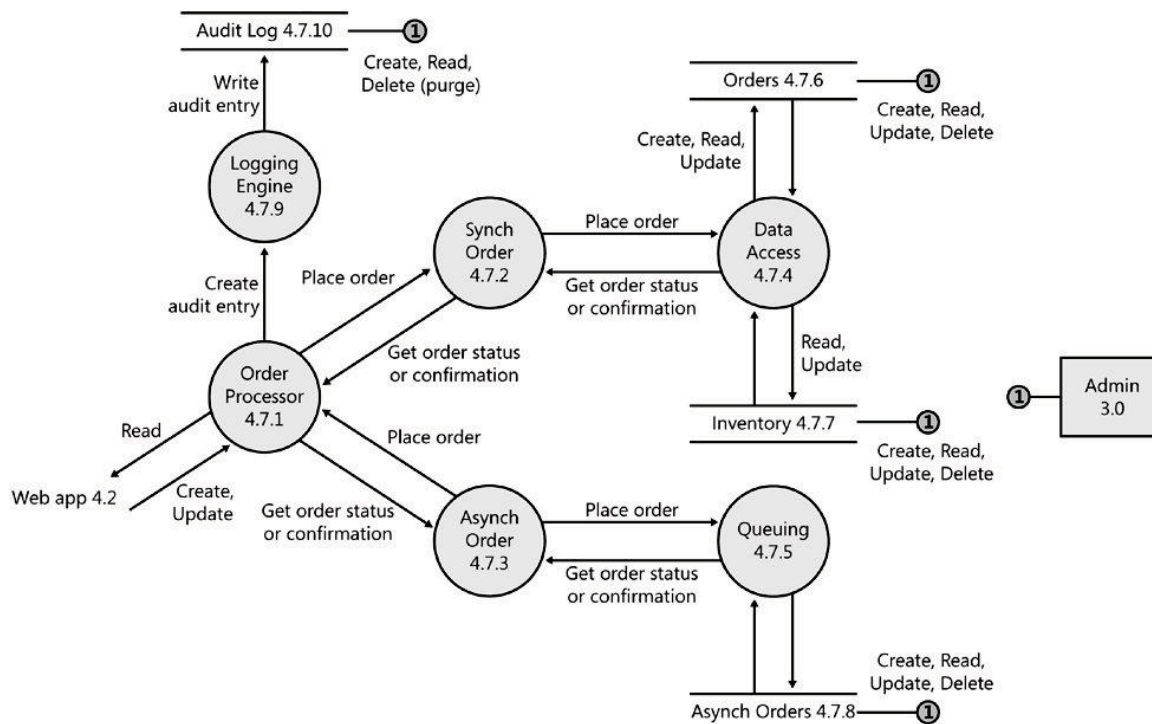 Audit Log 4.7.10
1
Create, Read,
Delete (purge)
Write
audit entry
Logging
Engine
4.7.9
Create
audit entry
Orders 4.7.6
1
Create, Read,
Update, Delete
Create, Read,
Update
Synch
Order
4.7.2
Place order
Data
Access
4.7.4
Get order status
or confirmation
Place order
Get order status
or confirmation
Order
Processor
4.7.1
Read,
Update
Inventory 4.7.7
1
Create, Read,
Update, Delete
1
Admin
3.0
Read
Web app 4.2
Create,
Update
Place order
Get order status
or confirmation
Asynch
Order
4.7.3
Place order
Get order status
or confirmation
Queuing
4.7.5
Create, Read,
Update, Delete
Asynch Orders 4.7.8
1